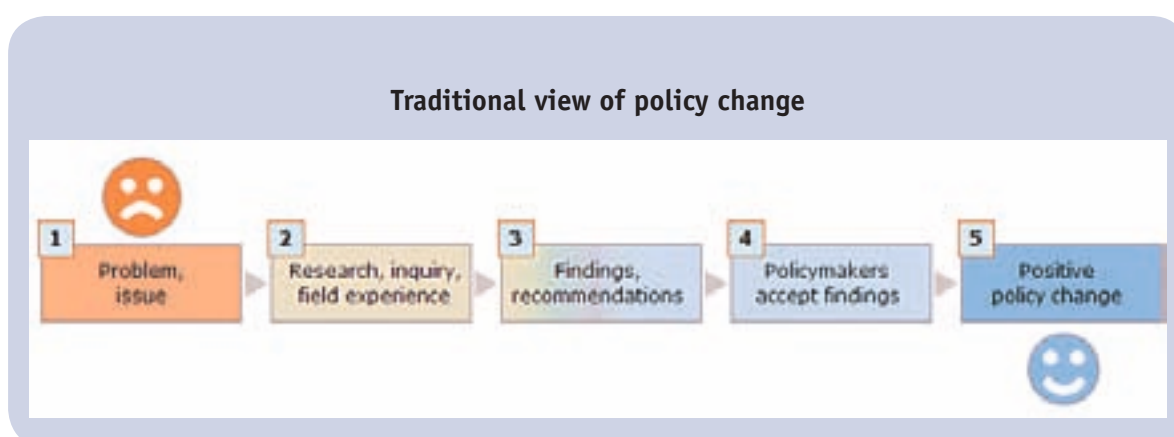 Traditional view of policy change
1
Problem,
issue
2
Research, inquiry,
field experience
3
Findings,
recommendations
4
Policymakers
accept findings
5
Positive
policy change